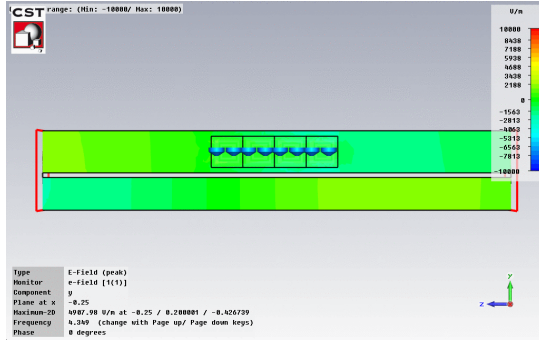 CST
range: (Min: -10000/ Max: 10000)
V/m
10000
8438
7188
5938
4688
3438
2188
0
-1563
-2813
-4063
-5313
-6563
-7813
-10000
Type E-Field (peak)
Monitor e-field [1(1)]
Component y
Plane at x -0.25
Maximum-2D 4907.98 V/m at -0.25 / 0.200001 / -0.426739
Frequency 4.349 (change with Page up/ Page down keys)
Phase 0 degrees
y
z